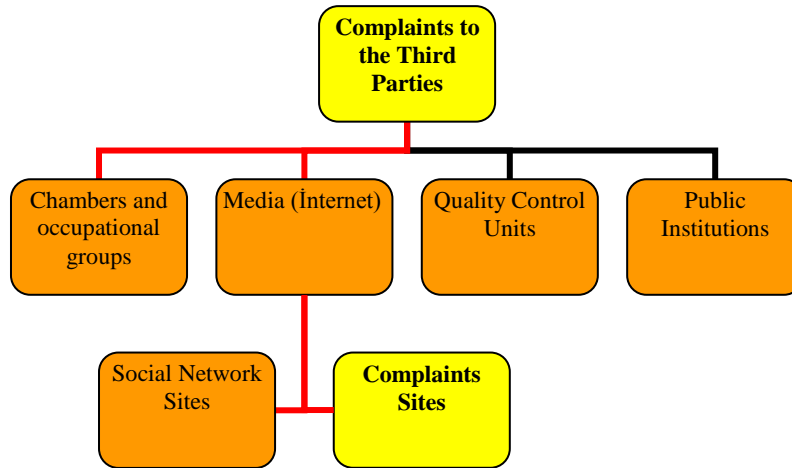 Complaints to
the Third
Parties
Chambers and
occupational
groups
Media (İnternet)
Quality Control
Units
Public
Institutions
Social Network
Sites
Complaints
Sites